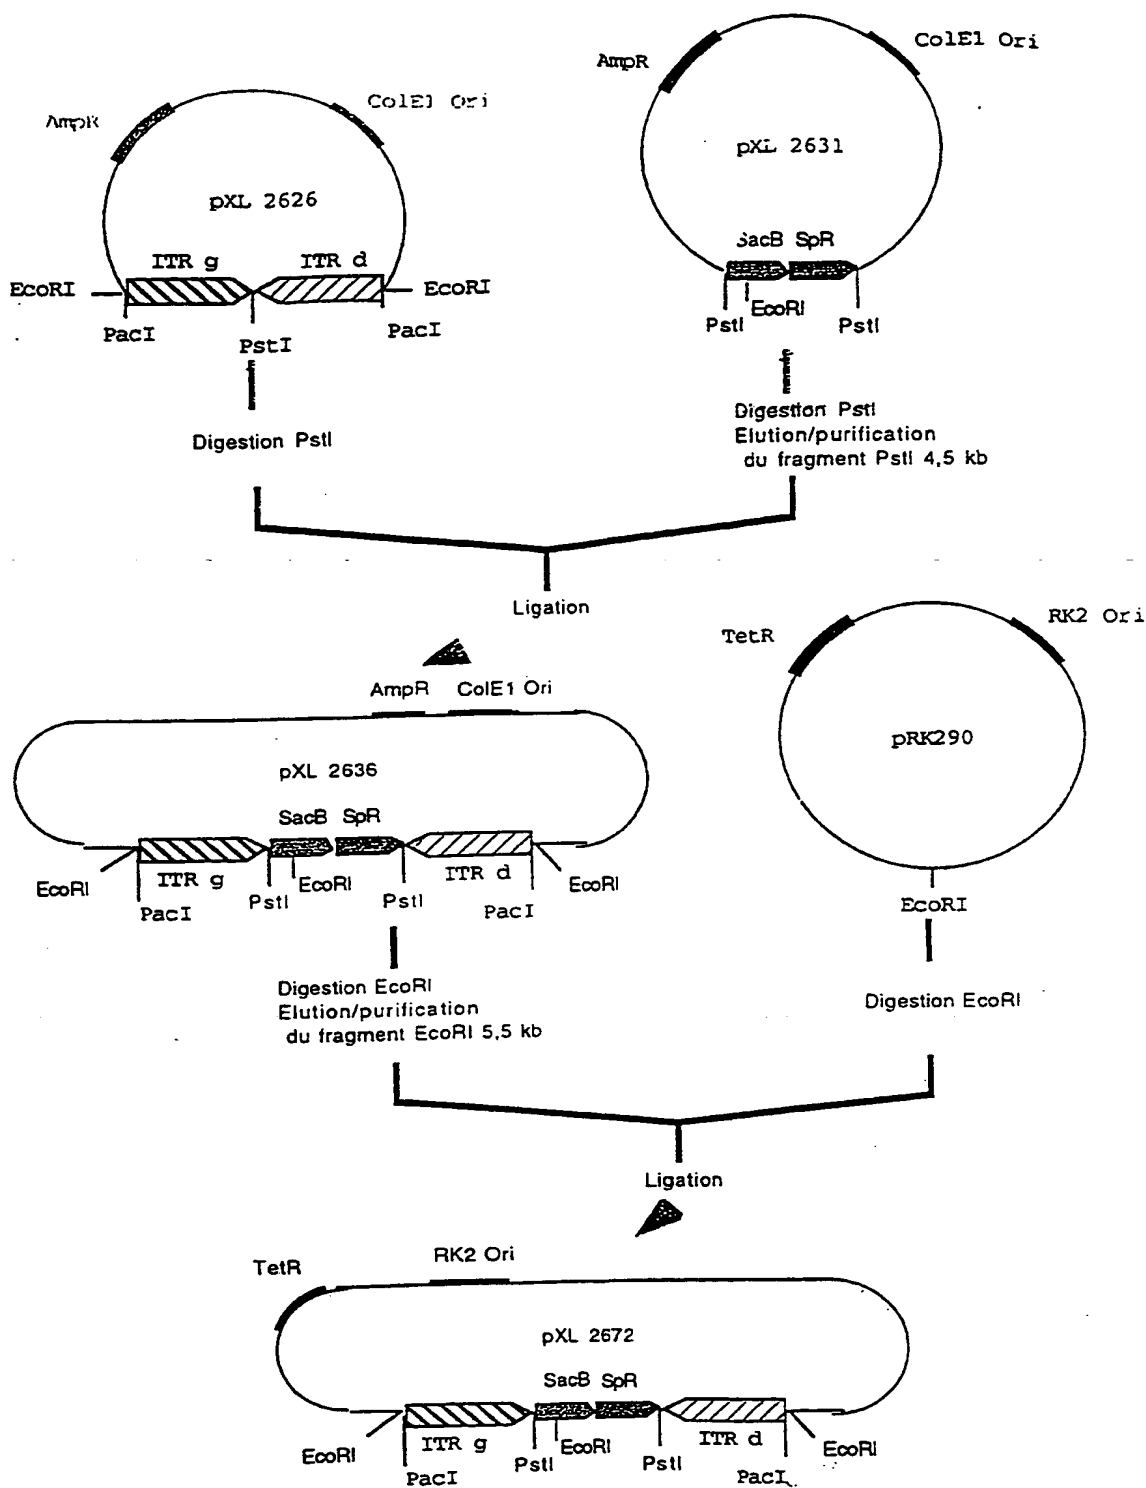 AmpR
ColE1 Ori
pXL 2626
ITR g
ITR d
EcoRI
EcoRI
PacI
PstI
PacI
Digestion PstI
AmpR
ColE1 Ori
pXL 2631
SacB SpR
EcoRI
PstI
PstI
Digestion PstI
Elution/purification
du fragment PstI 4,5 kb
Ligation
AmpR
ColE1 Ori
pXL 2636
SacB SpR
EcoRI
ITR g
EcoRI
ITR d
EcoRI
PacI
PstI
PstI
PacI
Digestion EcoRI
Elution/purification
du fragment EcoRI 5,5 kb
TetR
RK2 Ori
pRK290
EcoRI
Digestion EcoRI
Ligation
TetR
RK2 Ori
pXL 2672
SacB SpR
EcoRI
ITR g
EcoRI
ITR d
EcoRI
PacI
PstI
PstI
PacI